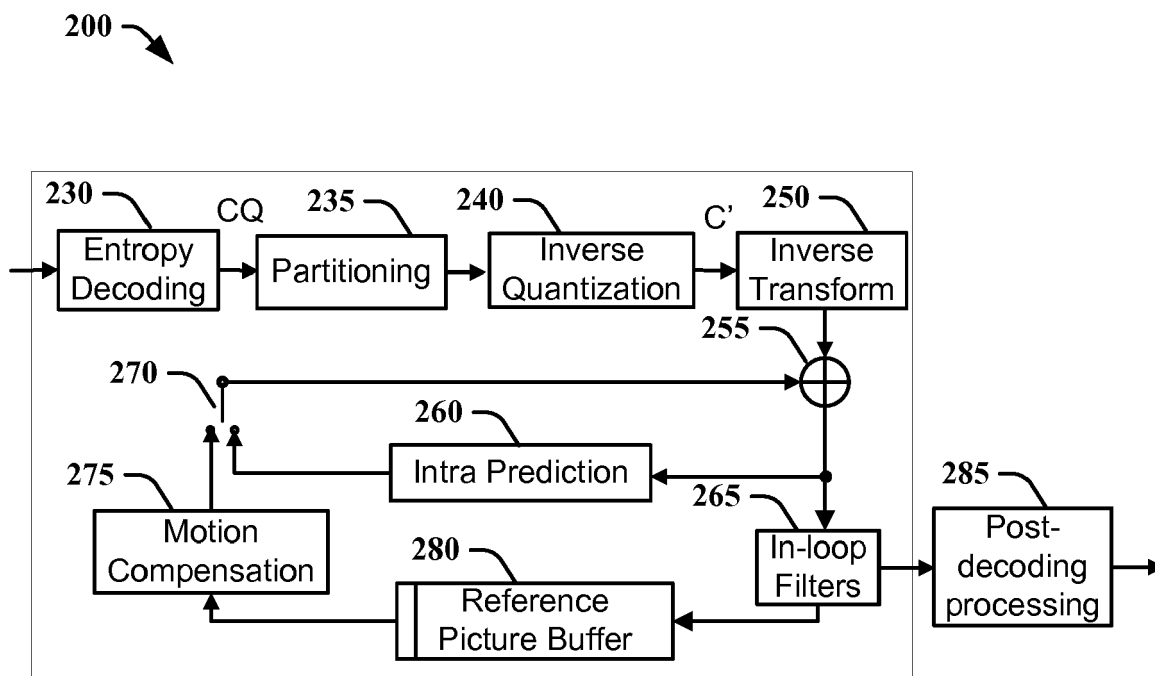 200
230
CQ
235
240
C'
250
Entropy
Decoding
Partitioning
Inverse
Quantization
Inverse
Transform
255
270
260
Intra Prediction
275
265
285
Motion
Compensation
280
In-loop
Filters
Post-
decoding
processing
Reference
Picture Buffer